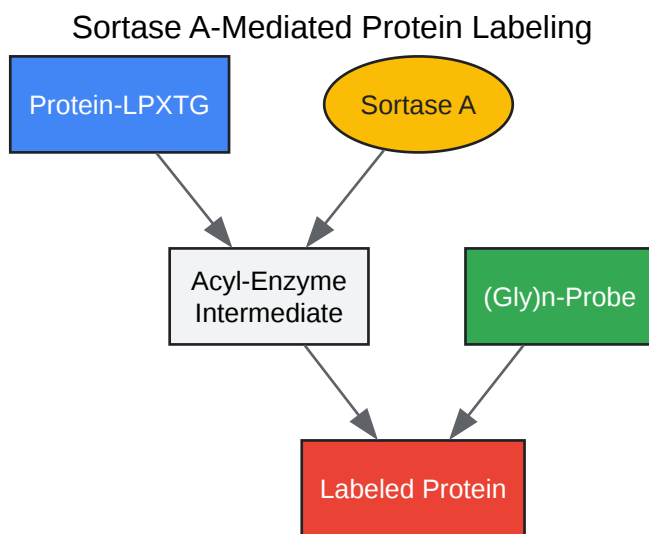 Sortase A-Mediated Protein Labeling
Protein-LPXTG
Sortase A
Acyl-Enzyme
Intermediate
(Gly)n-Probe
Labeled Protein